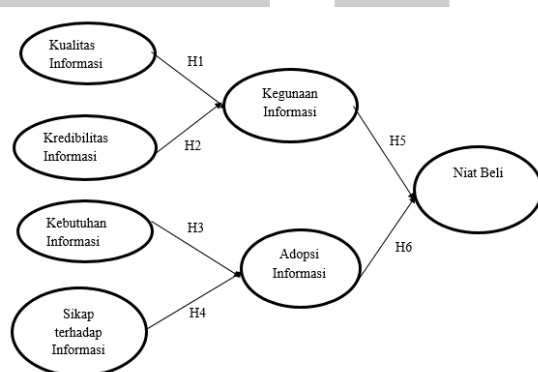 Kualitas
Informasi
H1
Kegunaan
Informasi
Kredibilitas
Informasi
H2
H5
Niat Beli
Kebutuhan
Informasi
H3
Adopsi
Informasi
H6
Sikap
terhadap
Informasi
H4